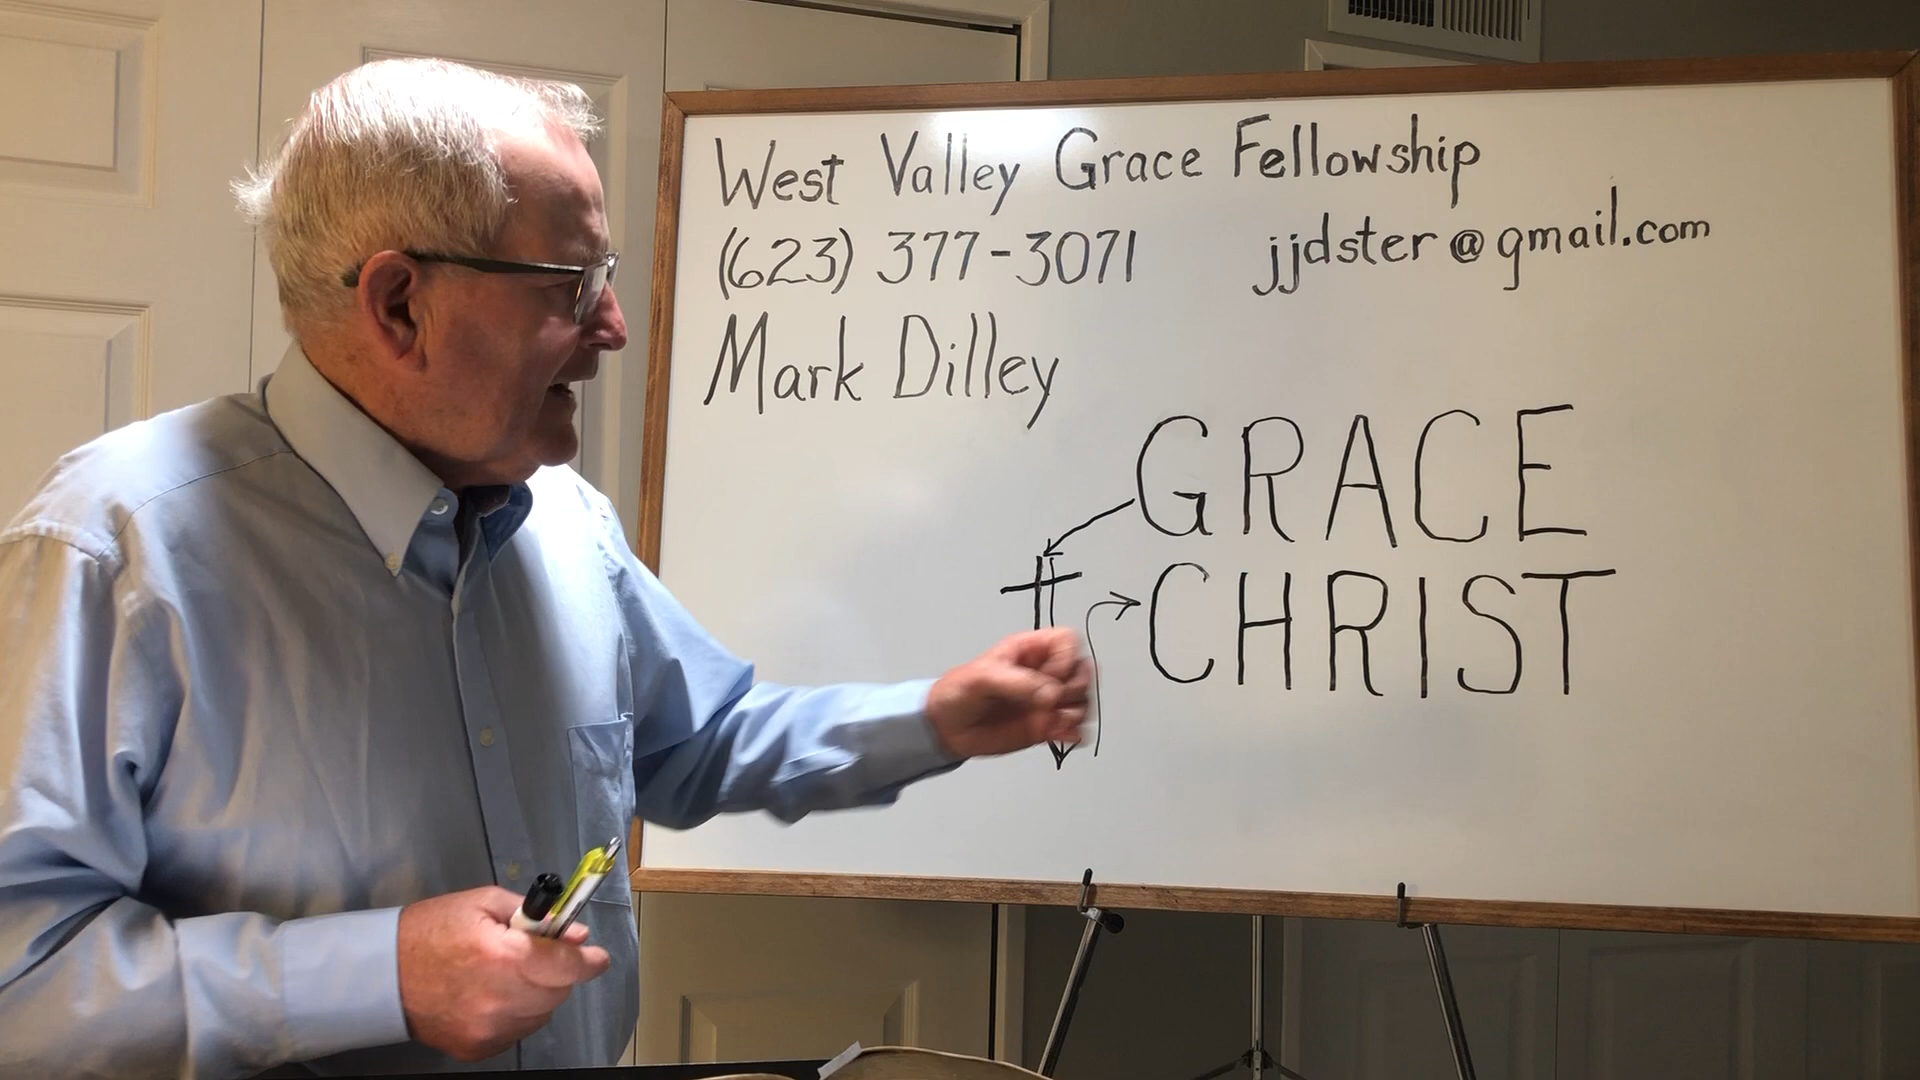 West Valley Grace Fellowship
(623) 377-3071 jjdster@gmail.com
Mark Dilley
GRACE
CHRIST